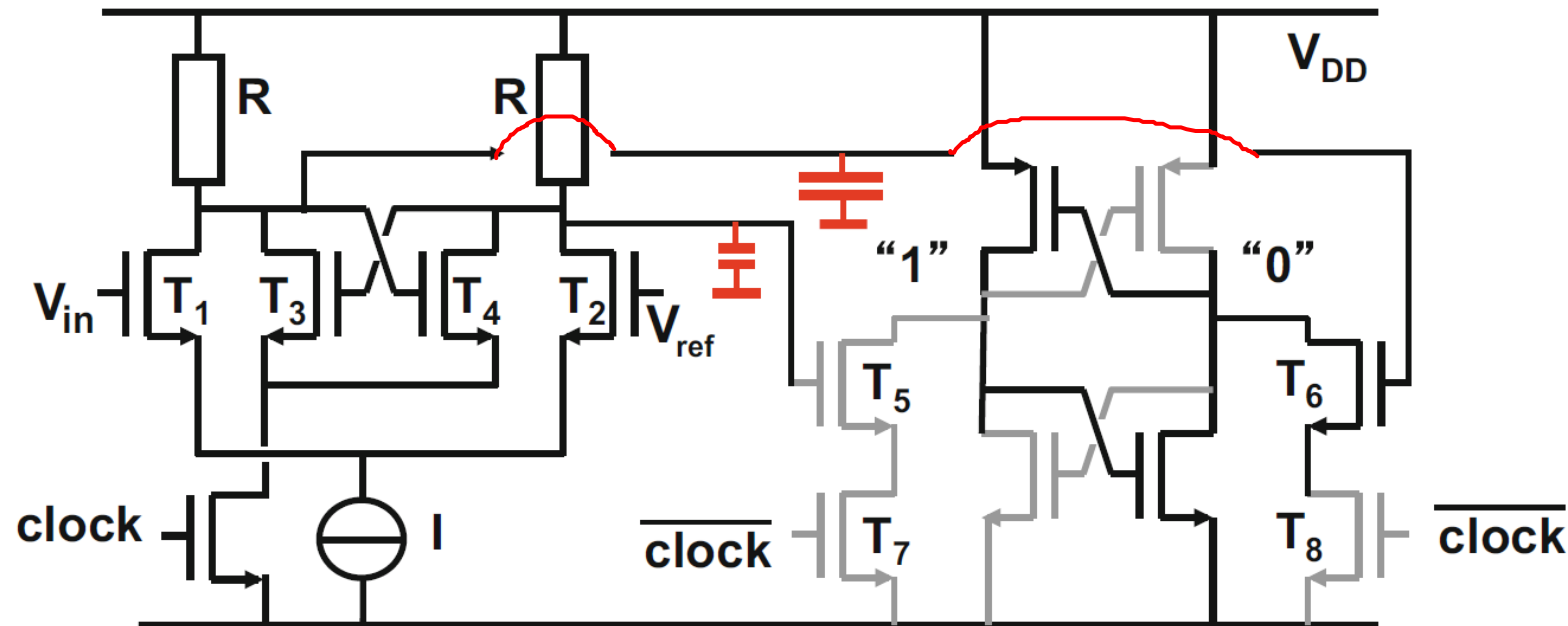 V_DD
R
R
"1"
"0"
V_in
T_1
T_3
T_4
T_2
V_ref
T_5
T_6
clock
I
clock
T_7
T_8
clock